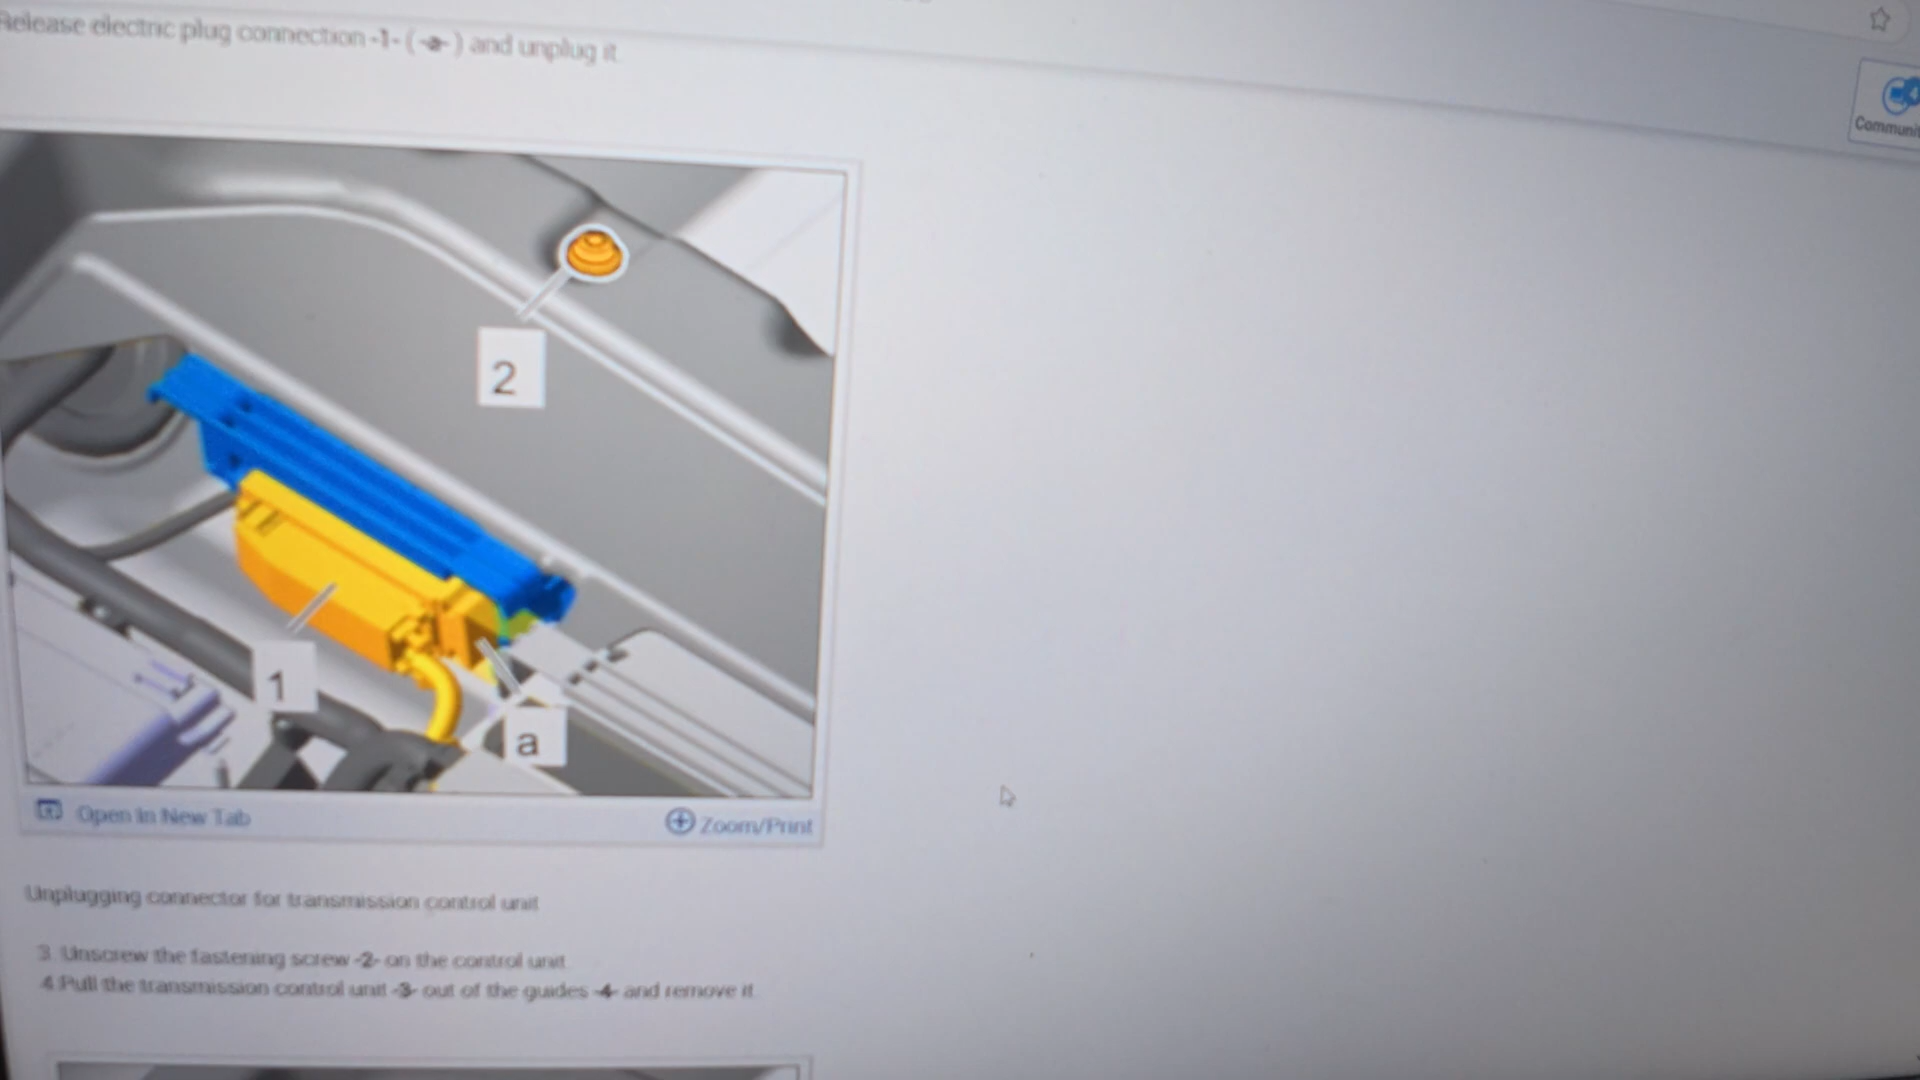 Release electric plug connection -1- (-a-) and unplug it.
4
Communit
2
1
a
Open In New Tab
Zoom/Print
Unplugging connector for transmission control unit
3. Unscrew the fastening screw -2- on the control unit.
4. Pull the transmission control unit -3- out of the guides -4- and remove it.